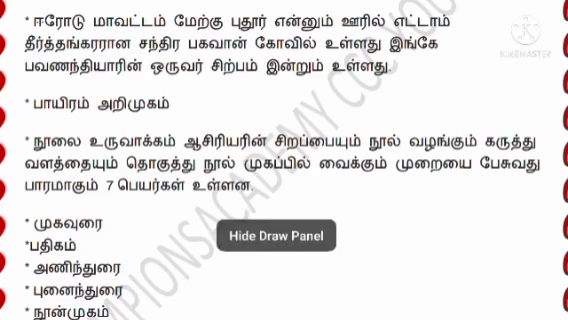 * ஈரோடு மாவட்டம் மேற்கு புதூர் என்னும் ஊரில் எட்டாம்
தீர்த்தங்கரரான சந்திர பகவான் கோவில் உள்ளது இங்கே
பவணந்தியாரின் ஒருவர் சிற்பம் இன்றும் உள்ளது.
* பாயிரம் அறிமுகம்
* நூலை உருவாக்கம் ஆசிரியரின் சிறப்பையும் நூல் வழங்கும் கருத்து
வளத்தையும் தொகுத்து நூல் முகப்பில் வைக்கும் முறையை பேசுவது
பாரமாகும் 7 பெயர்கள் உள்ளன.
* முகவுரை
*பதிகம்
* அணிந்துரை
* புனைந்துரை
* நூன்முகம்
Hide Draw Panel
KINEMASTER